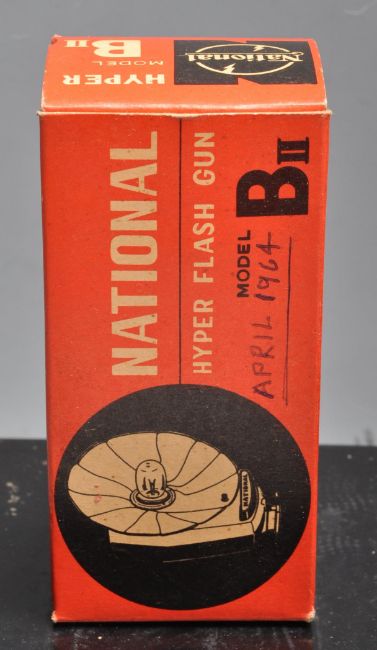 HYPER
MODEL
BII
National
NATIONAL
HYPER FLASH GUN
MODEL BII
APRIL 1964
NATIONAL